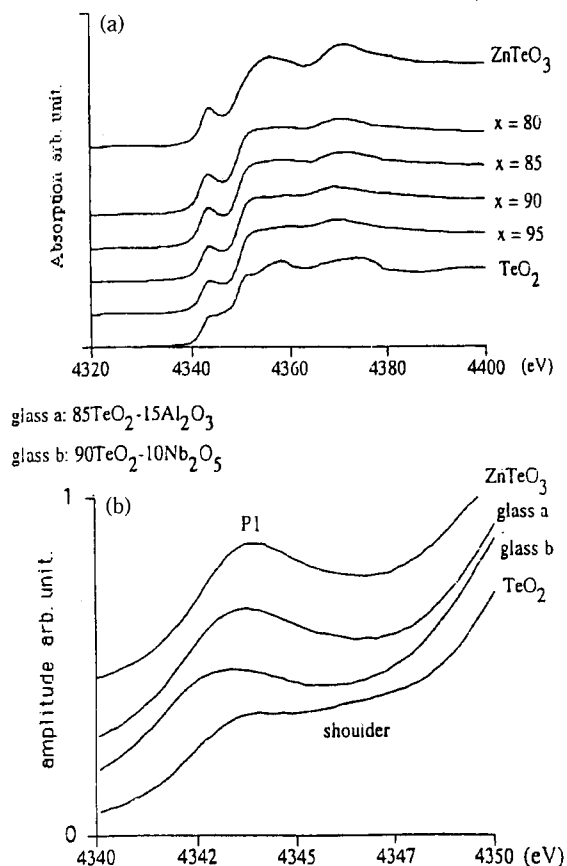 (a)
Absorption arb. unit.
ZnTeO3
x = 80
x = 85
x = 90
x = 95
TeO2
4320 4340 4360 4380 4400 (eV)
glass a: 85TeO2-15Al2O3
glass b: 90TeO2-10Nb2O5
(b)
1
P1
ZnTeO3
glass a
glass b
TeO2
amplitude arb. unit.
shoulder
0
4340 4342 4345 4347 4350